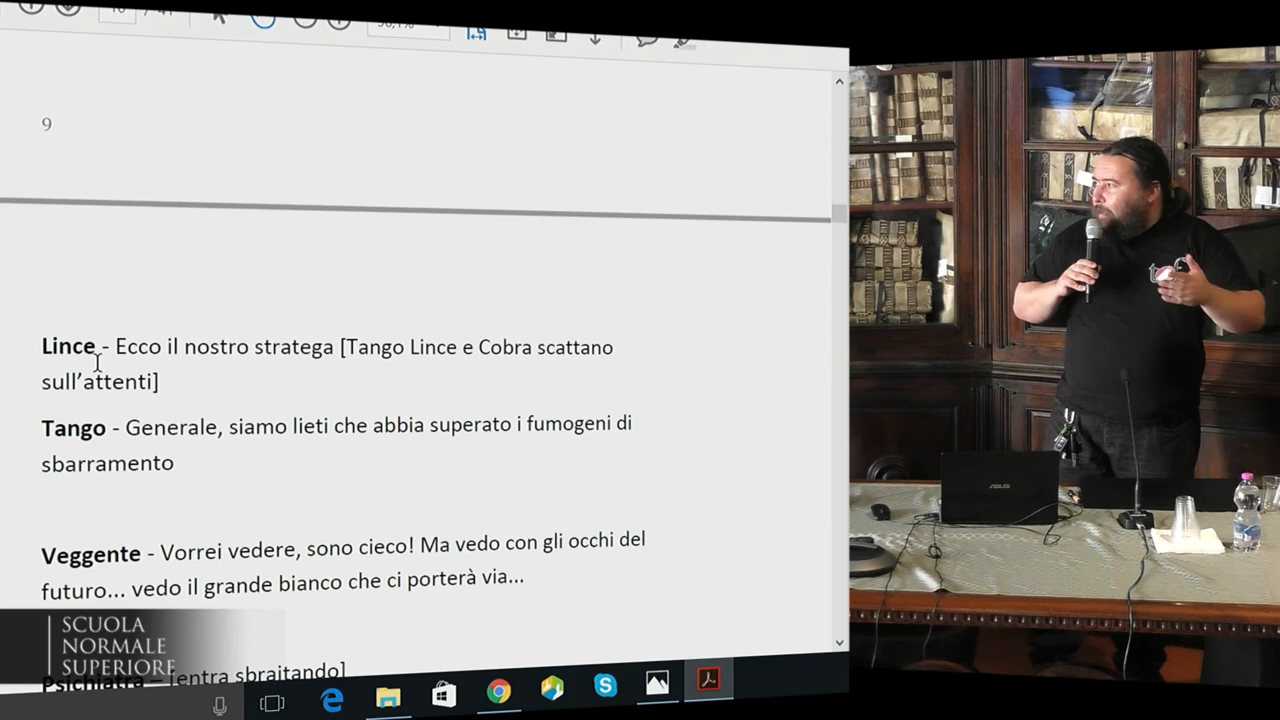 9
Lince - Ecco il nostro stratega [Tango Lince e Cobra scattano
sull’attenti]
Tango - Generale, siamo lieti che abbia superato i fumogeni di
sbarramento
Veggente - Vorrei vedere, sono cieco! Ma vedo con gli occhi del
futuro... vedo il grande bianco che ci porterà via...
Psichiatra – [entra sbraitando]
SCUOLA
NORMALE
SUPERIORE
ASUS